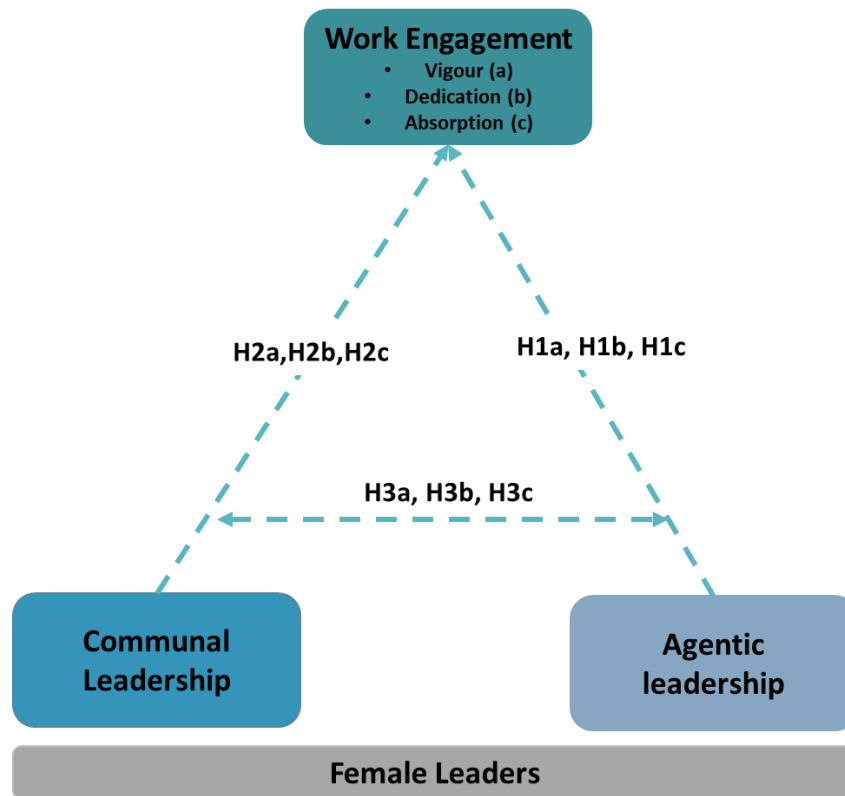 Work Engagement
• Vigour (a)
• Dedication (b)
• Absorption (c)
H2a,H2b,H2c
H1a, H1b, H1c
H3a, H3b, H3c
Communal
Leadership
Agentic
leadership
Female Leaders